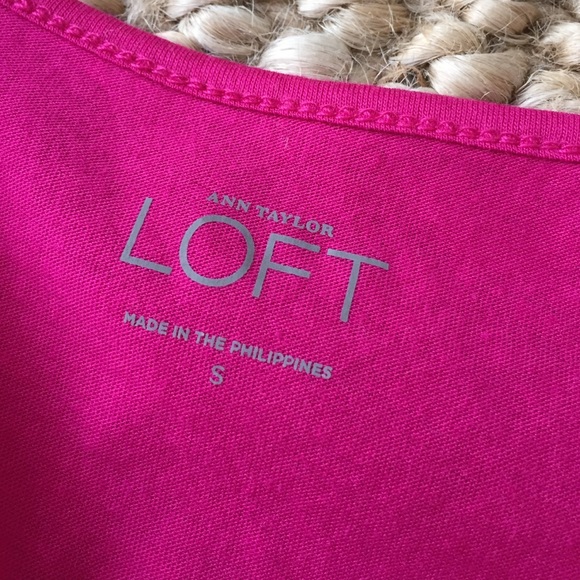 ANN TAYLOR
LOFT
MADE IN THE PHILIPPINES
S